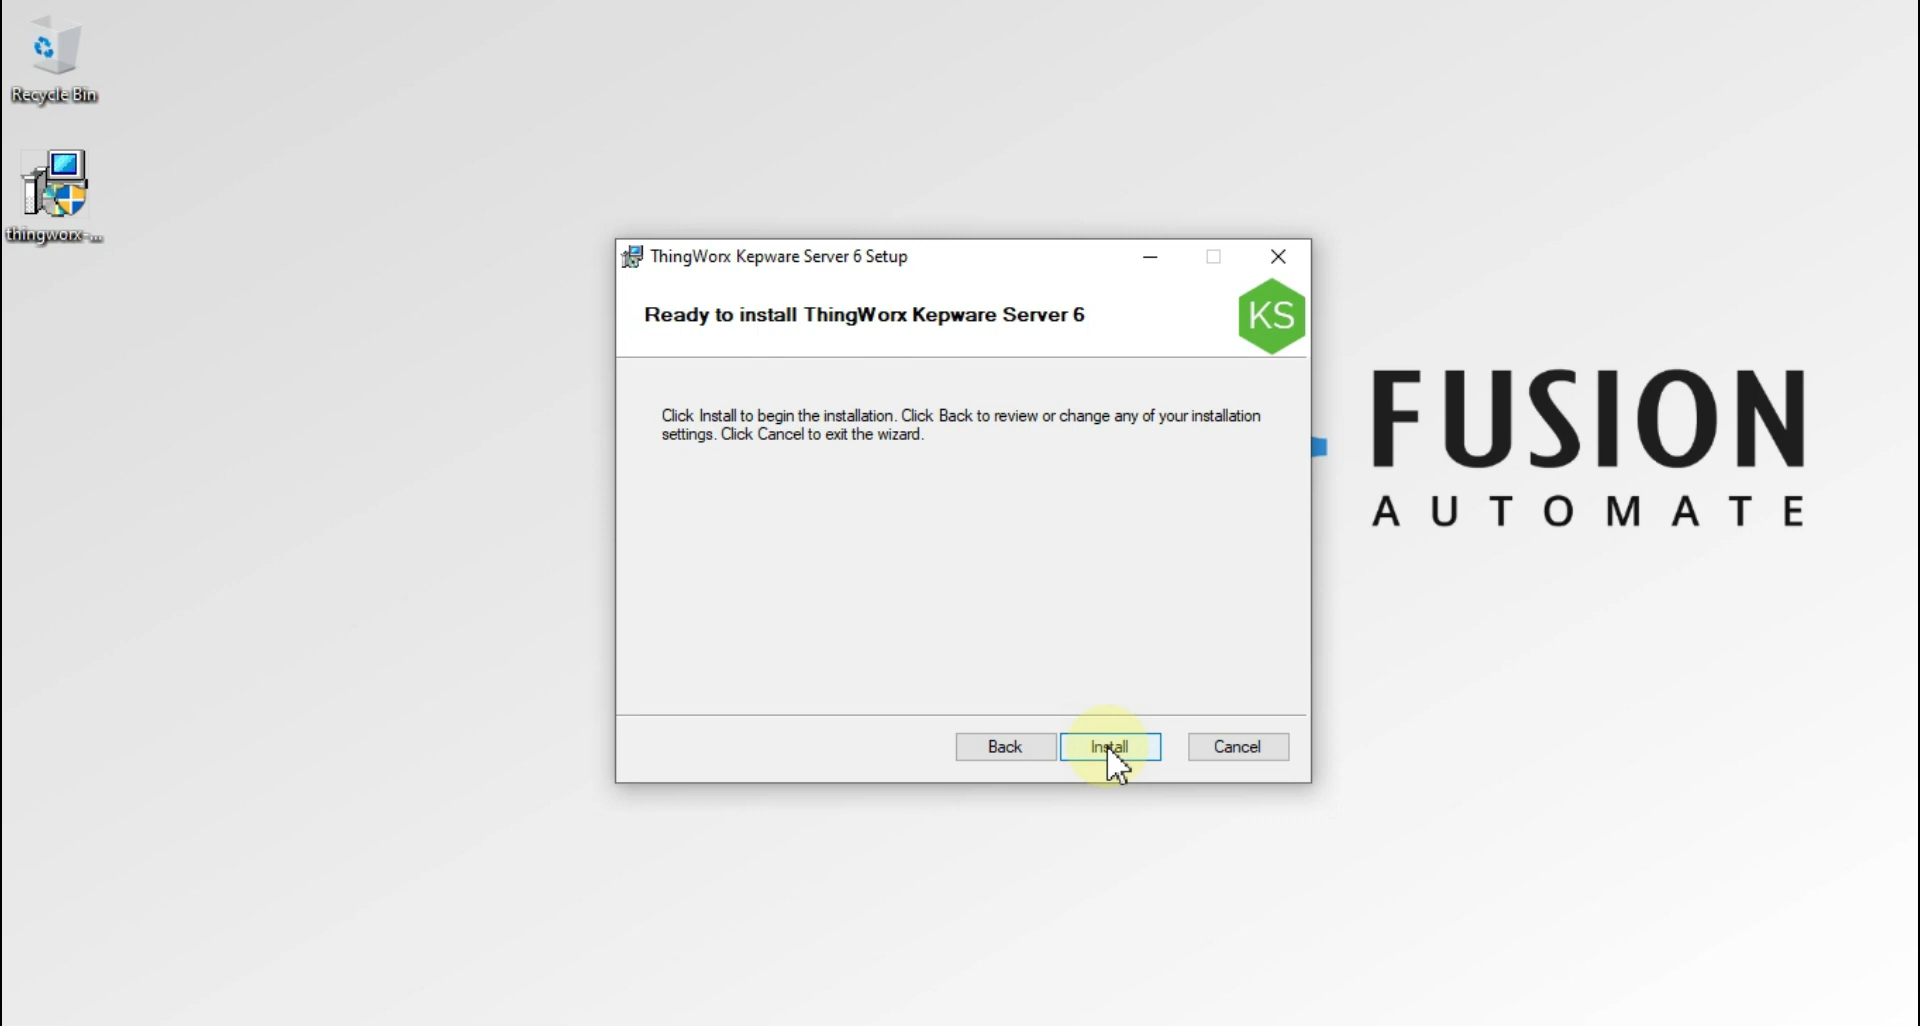 Recycle Bin
thingworx-...
ThingWorx Kepware Server 6 Setup
Ready to install ThingWorx Kepware Server 6
KS
Click Install to begin the installation. Click Back to review or change any of your installation
settings. Click Cancel to exit the wizard.
Back
Install
Cancel
FUSION
AUTOMATE